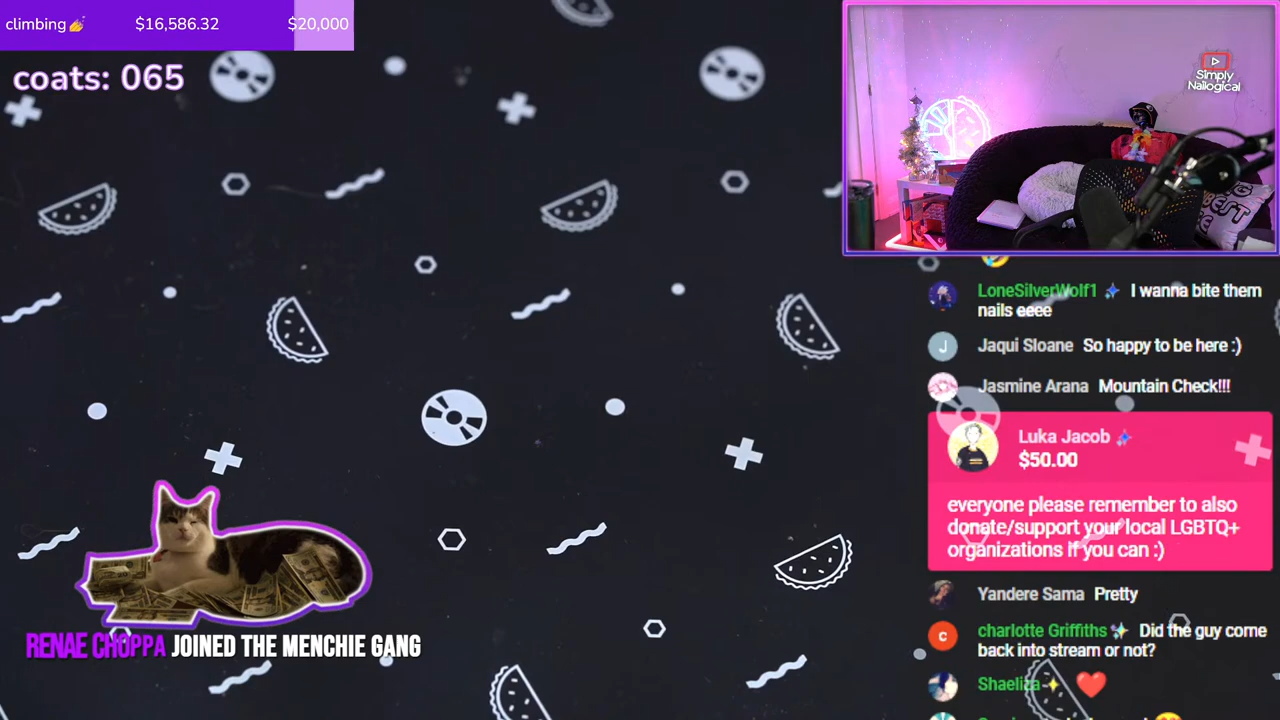 climbing💅 $16,586.32 $20,000
coats: 065
Simply
Nailogical
LoneSilverWolf1 ✨ I wanna bite them
nails eeee
Jaqui Sloane So happy to be here :)
Jasmine Arana Mountain Check!!!
Luka Jacob ✨
$50.00
everyone please remember to also
donate/support your local LGBTQ+
organizations if you can :)
Yandere Sama Pretty
charlotte Griffiths ✨ Did the guy come
back into stream or not?
Shaeliza ✨ ❤️
RENAE CHOPPA JOINED THE MENCHIE GANG